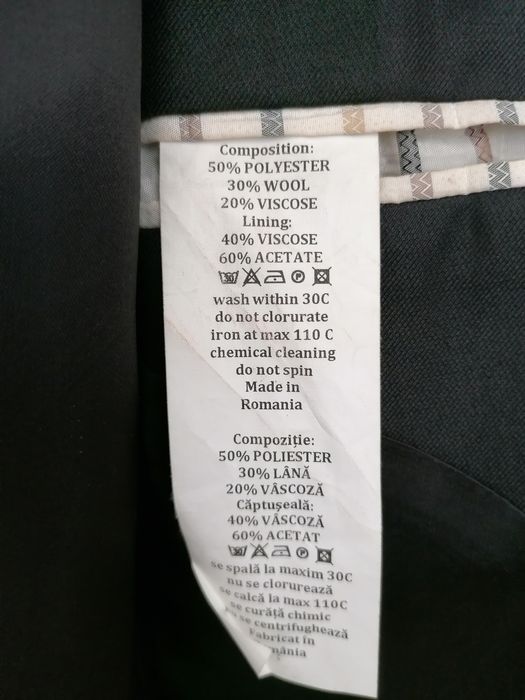 Composition:
50% POLYESTER
30% WOOL
20% VISCOSE
Lining:
40% VISCOSE
60% ACETATE
wash within 30C
do not clorurate
iron at max 110 C
chemical cleaning
do not spin
Made in
Romania
Compoziție:
50% POLIESTER
30% LÂNĂ
20% VÂSCOZĂ
Căptușeală:
40% VÂSCOZĂ
60% ACETAT
se spală la maxim 30C
nu se clorurează
se calcă la max 110C
se curăță chimic
nu se centrifughează
Fabricat în